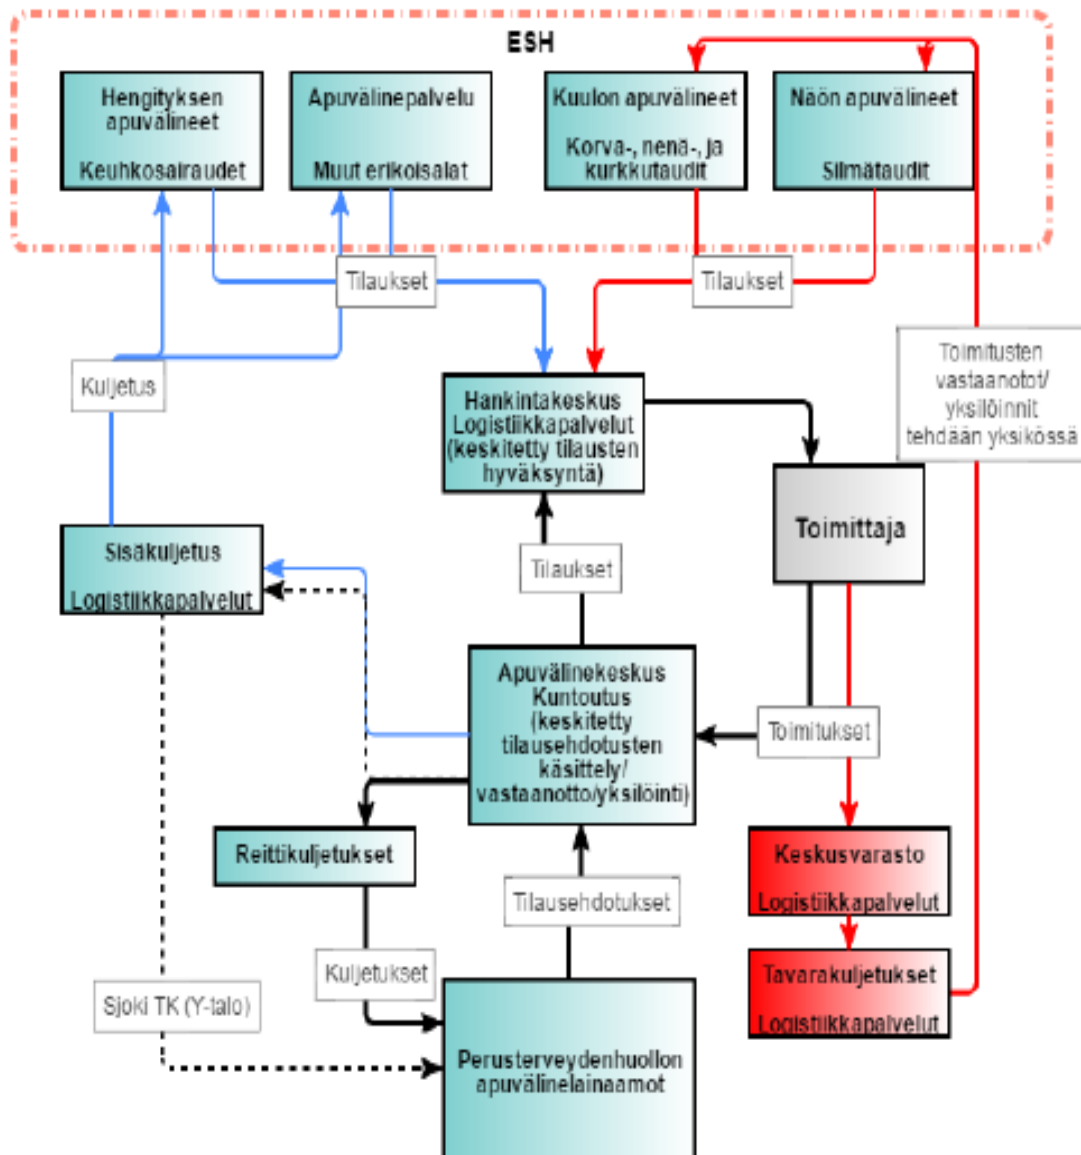 ESH
Hengityksen
apuvälineet
Keuhkosairaudet
Apuvälinepalvelu
Muut erikoisalat
Kuulon apuvälineet
Korva-, nenä-, ja
kurkkutaudit
Näön apuvälineet
Silmätaudit
Tilaukset
Tilaukset
Kuljetus
Toimitusten
vastaanotot/
yksilöinnit
tehdään yksikössä
Hankintakeskus
Logistiikkapalvelut
(keskitetty tilausten
hyväksyntä)
Toimittaja
Sisäkuljetus
Logistiikkapalvelut
Tilaukset
Apuvälinekeskus
Kuntoutus
(keskitetty
tilausehdotusten
käsittely/
vastaanotto/yksilöinti)
Toimitukset
Reittikuljetukset
Keskusvarasto
Logistiikkapalvelut
Tilausehdotukset
Kuljetukset
Sjoki TK (Y-talo)
Tavarakuljetukset
Logistiikkapalvelut
Perusterveydenhuollon
apuvälinelainaamot